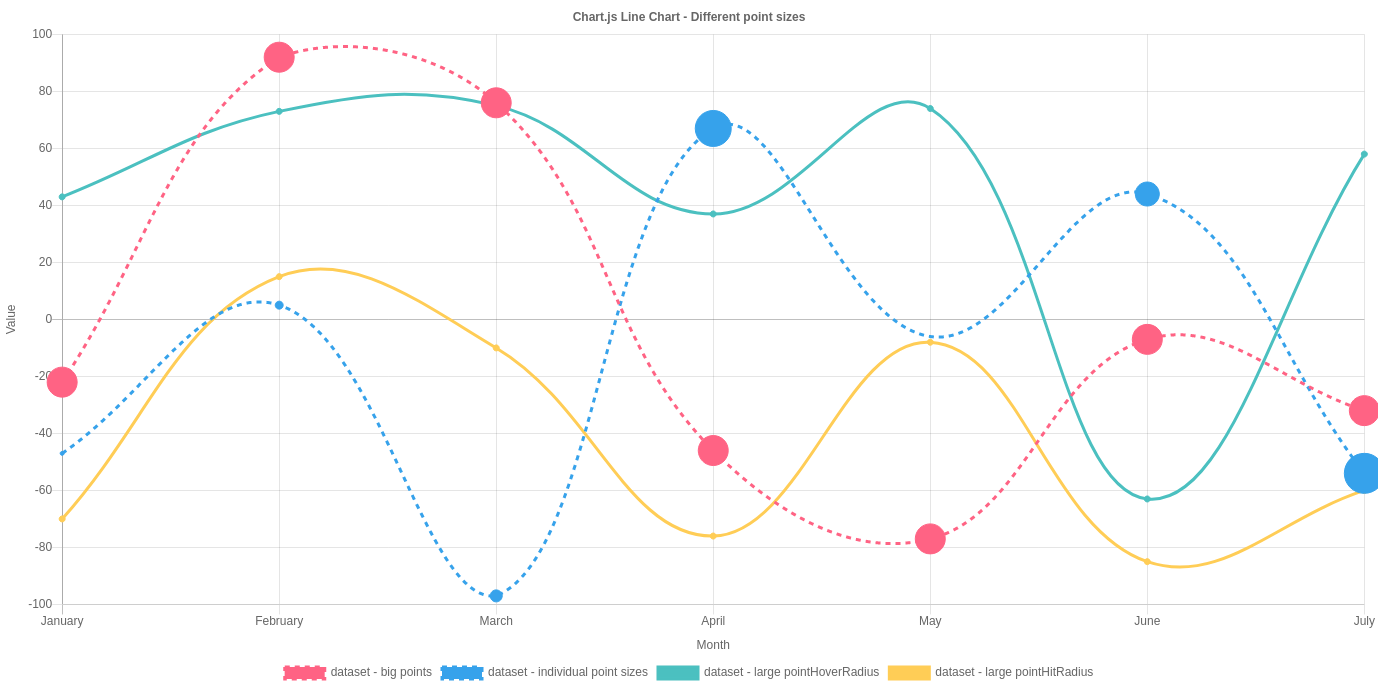 Chart.js Line Chart - Different point sizes
100
80
60
40
20
0
-20
-40
-60
-80
-100
Value
January February March April May June July
Month
dataset - big points dataset - individual point sizes dataset - large pointHoverRadius dataset - large pointHitRadius